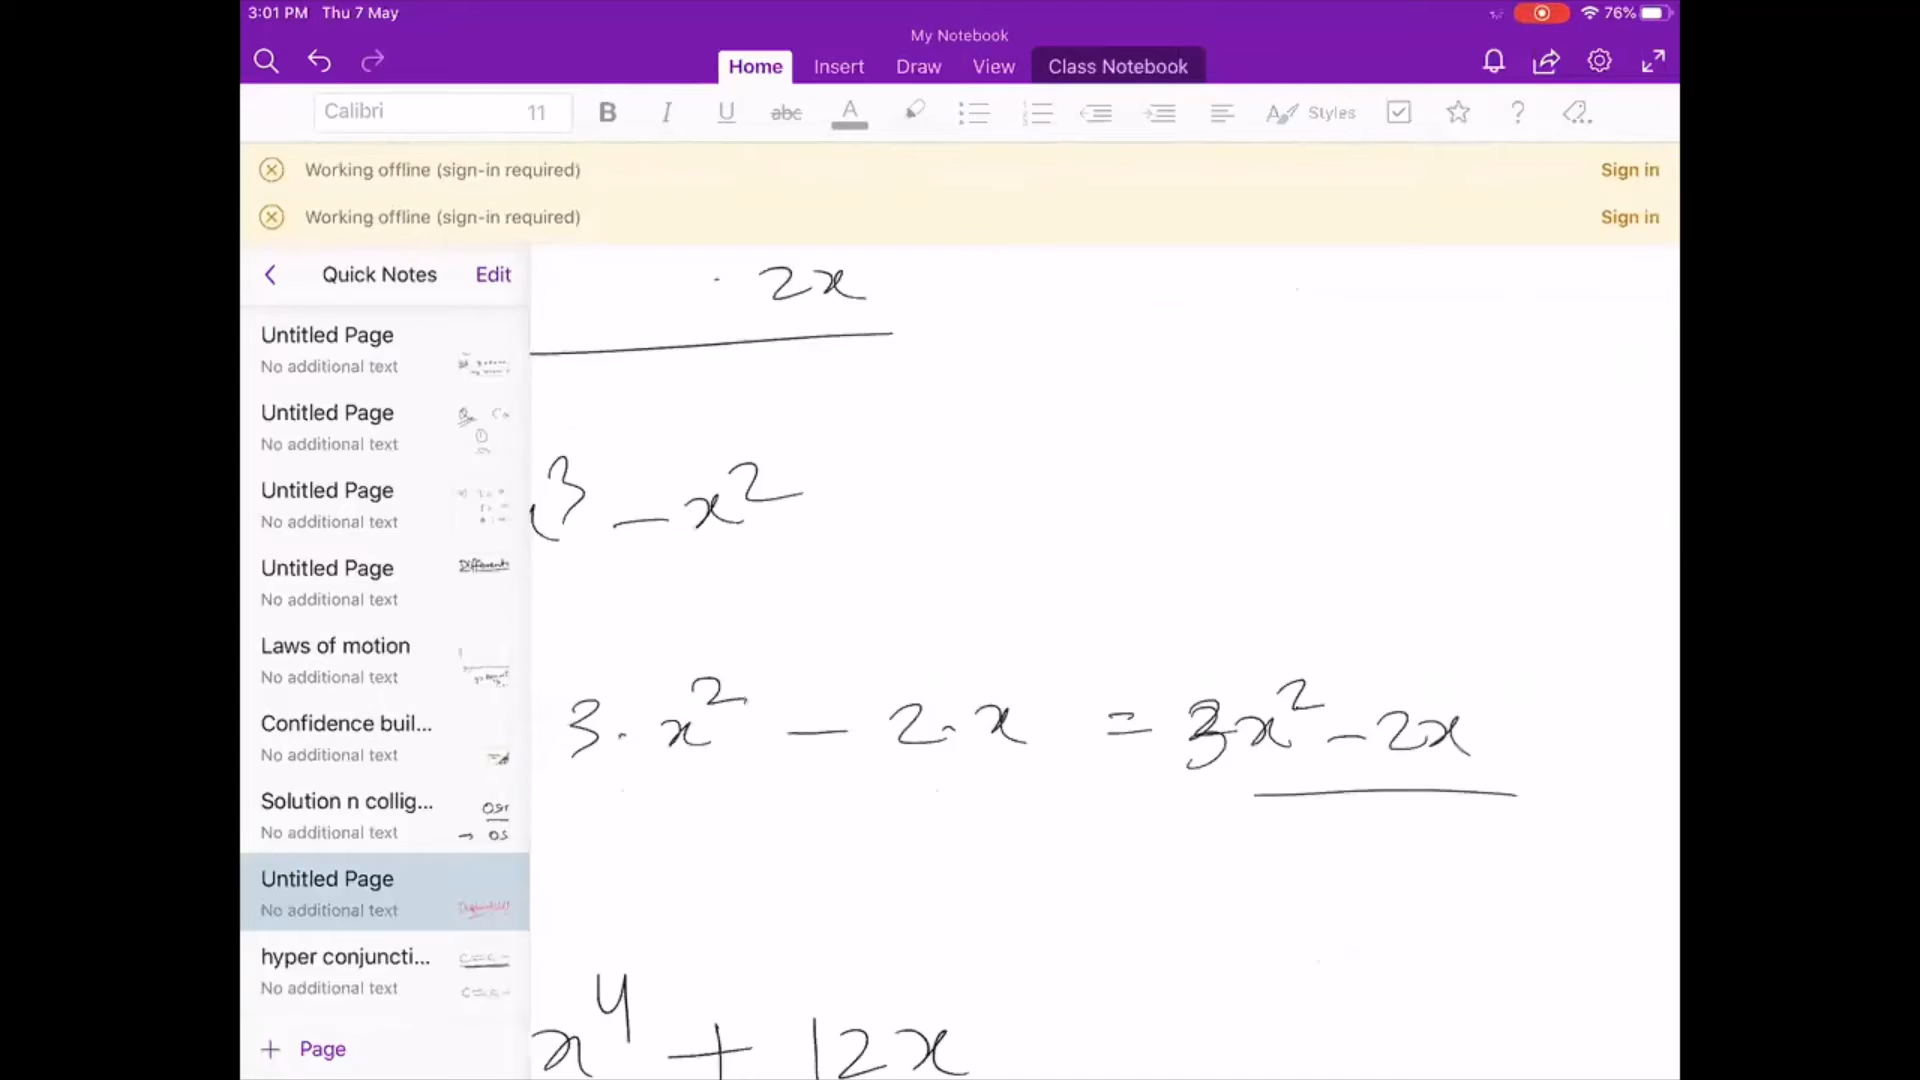 3:01 PM Thu 7 May
76%
My Notebook
Home Insert Draw View Class Notebook
Calibri 11 B I U abc A Styles ?
Working offline (sign-in required) Sign in
Working offline (sign-in required) Sign in
Quick Notes Edit
Untitled Page
No additional text
Untitled Page
No additional text
Untitled Page
No additional text
Untitled Page
No additional text
Laws of motion
No additional text
Confidence buil...
No additional text
Solution n collig...
No additional text
Untitled Page
No additional text
hyper conjuncti...
No additional text
+ Page
· 2x
3 - x²
3·x² - 2·x = 3x² - 2x
x⁴ + 12x